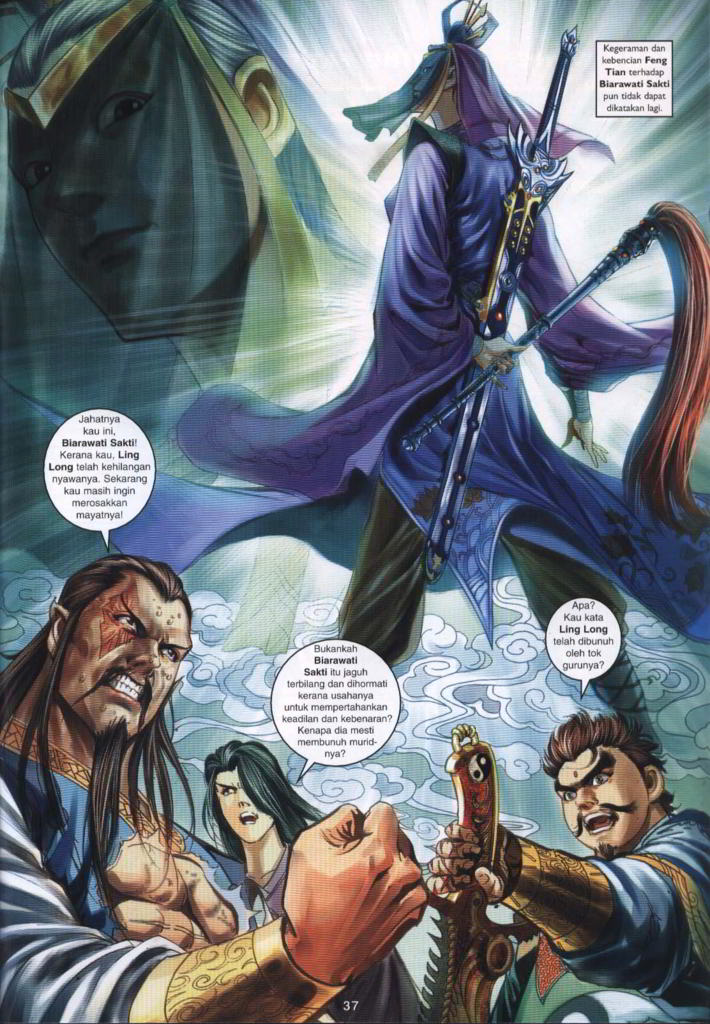 Kegeraman dan
kebencian Feng
Tian terhadap
Biarawati Sakti
pun tidak dapat
dikatakan lagi.
Jahatnya
kau ini,
Biarawati Sakti!
Kerana kau, Ling
Long telah kehilangan
nyawanya. Sekarang
kau masih ingin
merosakkan
mayatnya!
Bukankah
Biarawati
Sakti itu jaguh
terbilang dan dihormati
kerana usahanya
untuk mempertahankan
keadilan dan kebenaran?
Kenapa dia mesti
membunuh murid-
nya?
Apa?
Kau kata
Ling Long
telah dibunuh
oleh tok
gurunya?
37